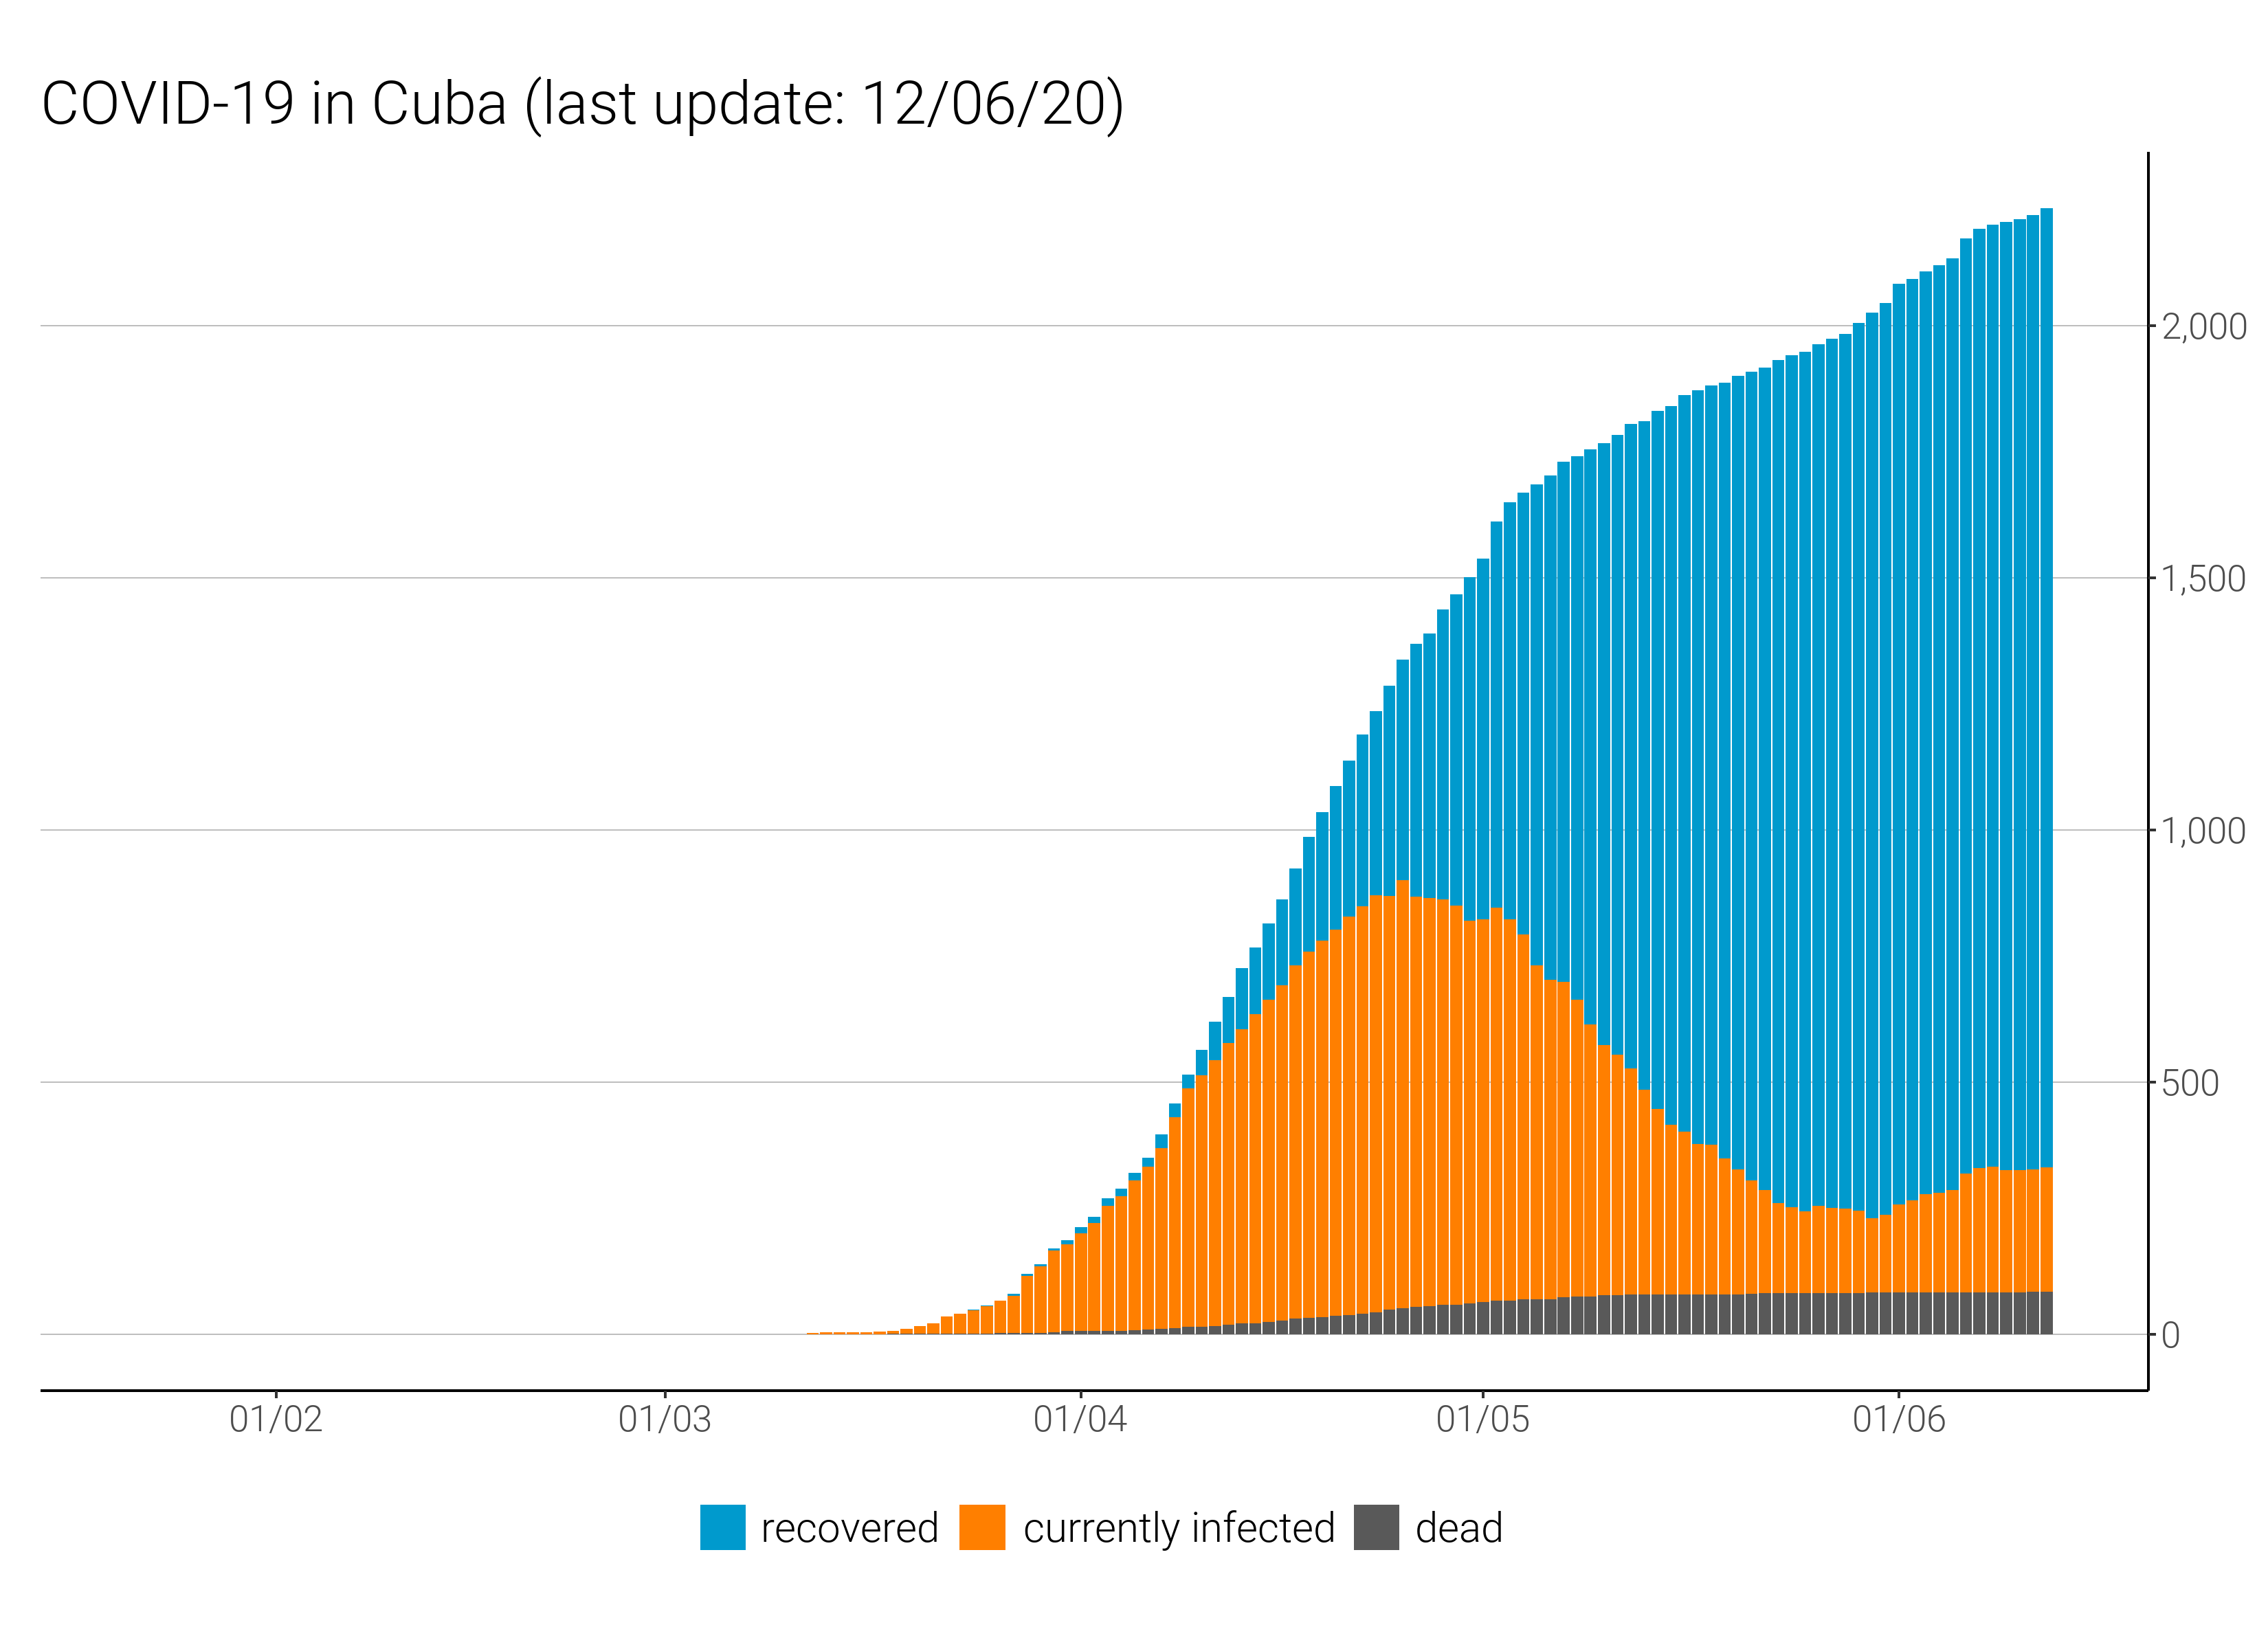 COVID-19 in Cuba (last update: 12/06/20)
2,000
1,500
1,000
500
0
01/02 01/03 01/04 01/05 01/06
recovered currently infected dead